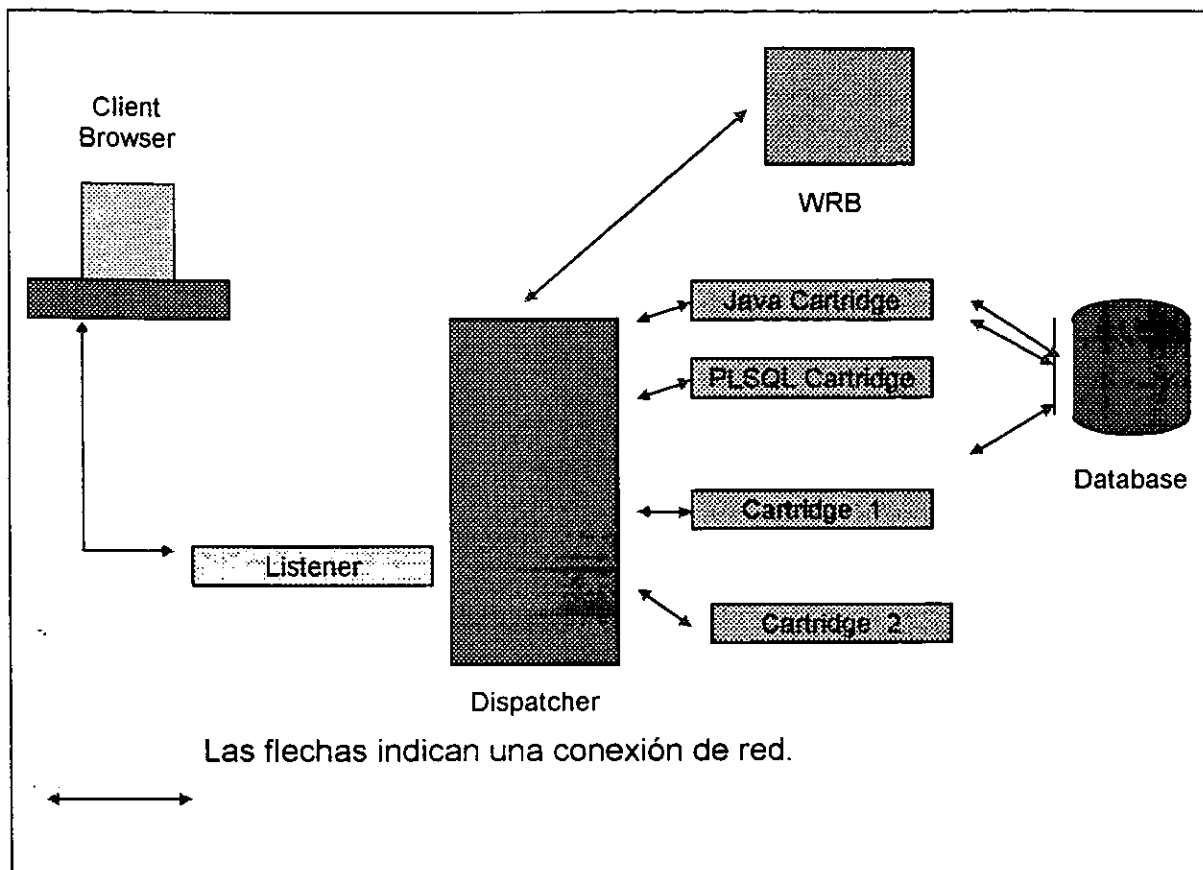 Client
Browser
WRB
Java Cartridge
PLSQL Cartridge
Database
Cartridge 1
Listener
Cartridge 2
Dispatcher
Las flechas indican una conexión de red.